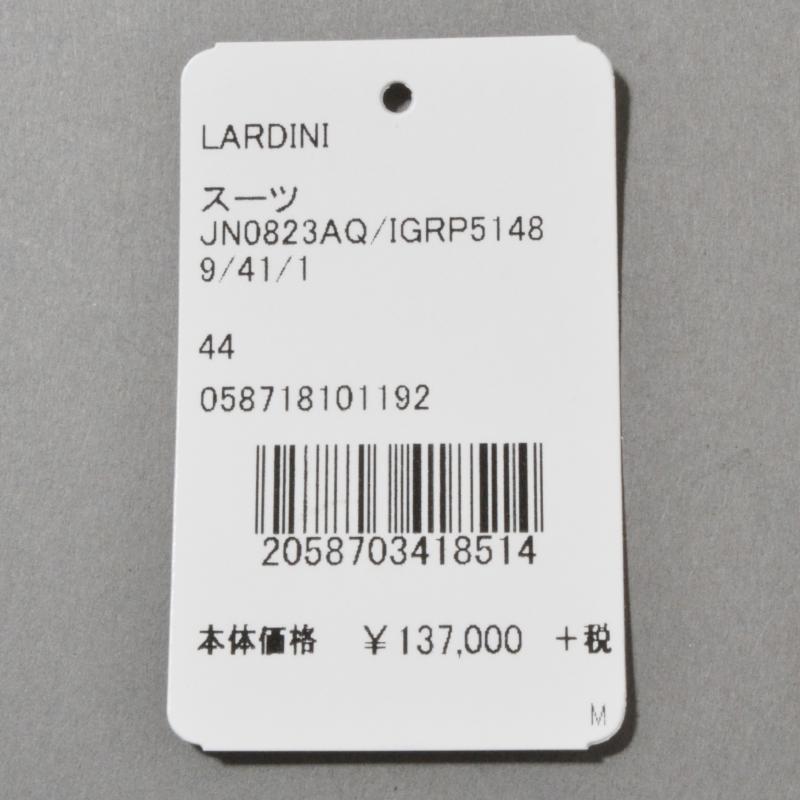 LARDINI
スーツ
JN0823AQ/IGRP5148
9/41/1
44
058718101192
2058703418514
本体価格 ¥137,000 +税
M